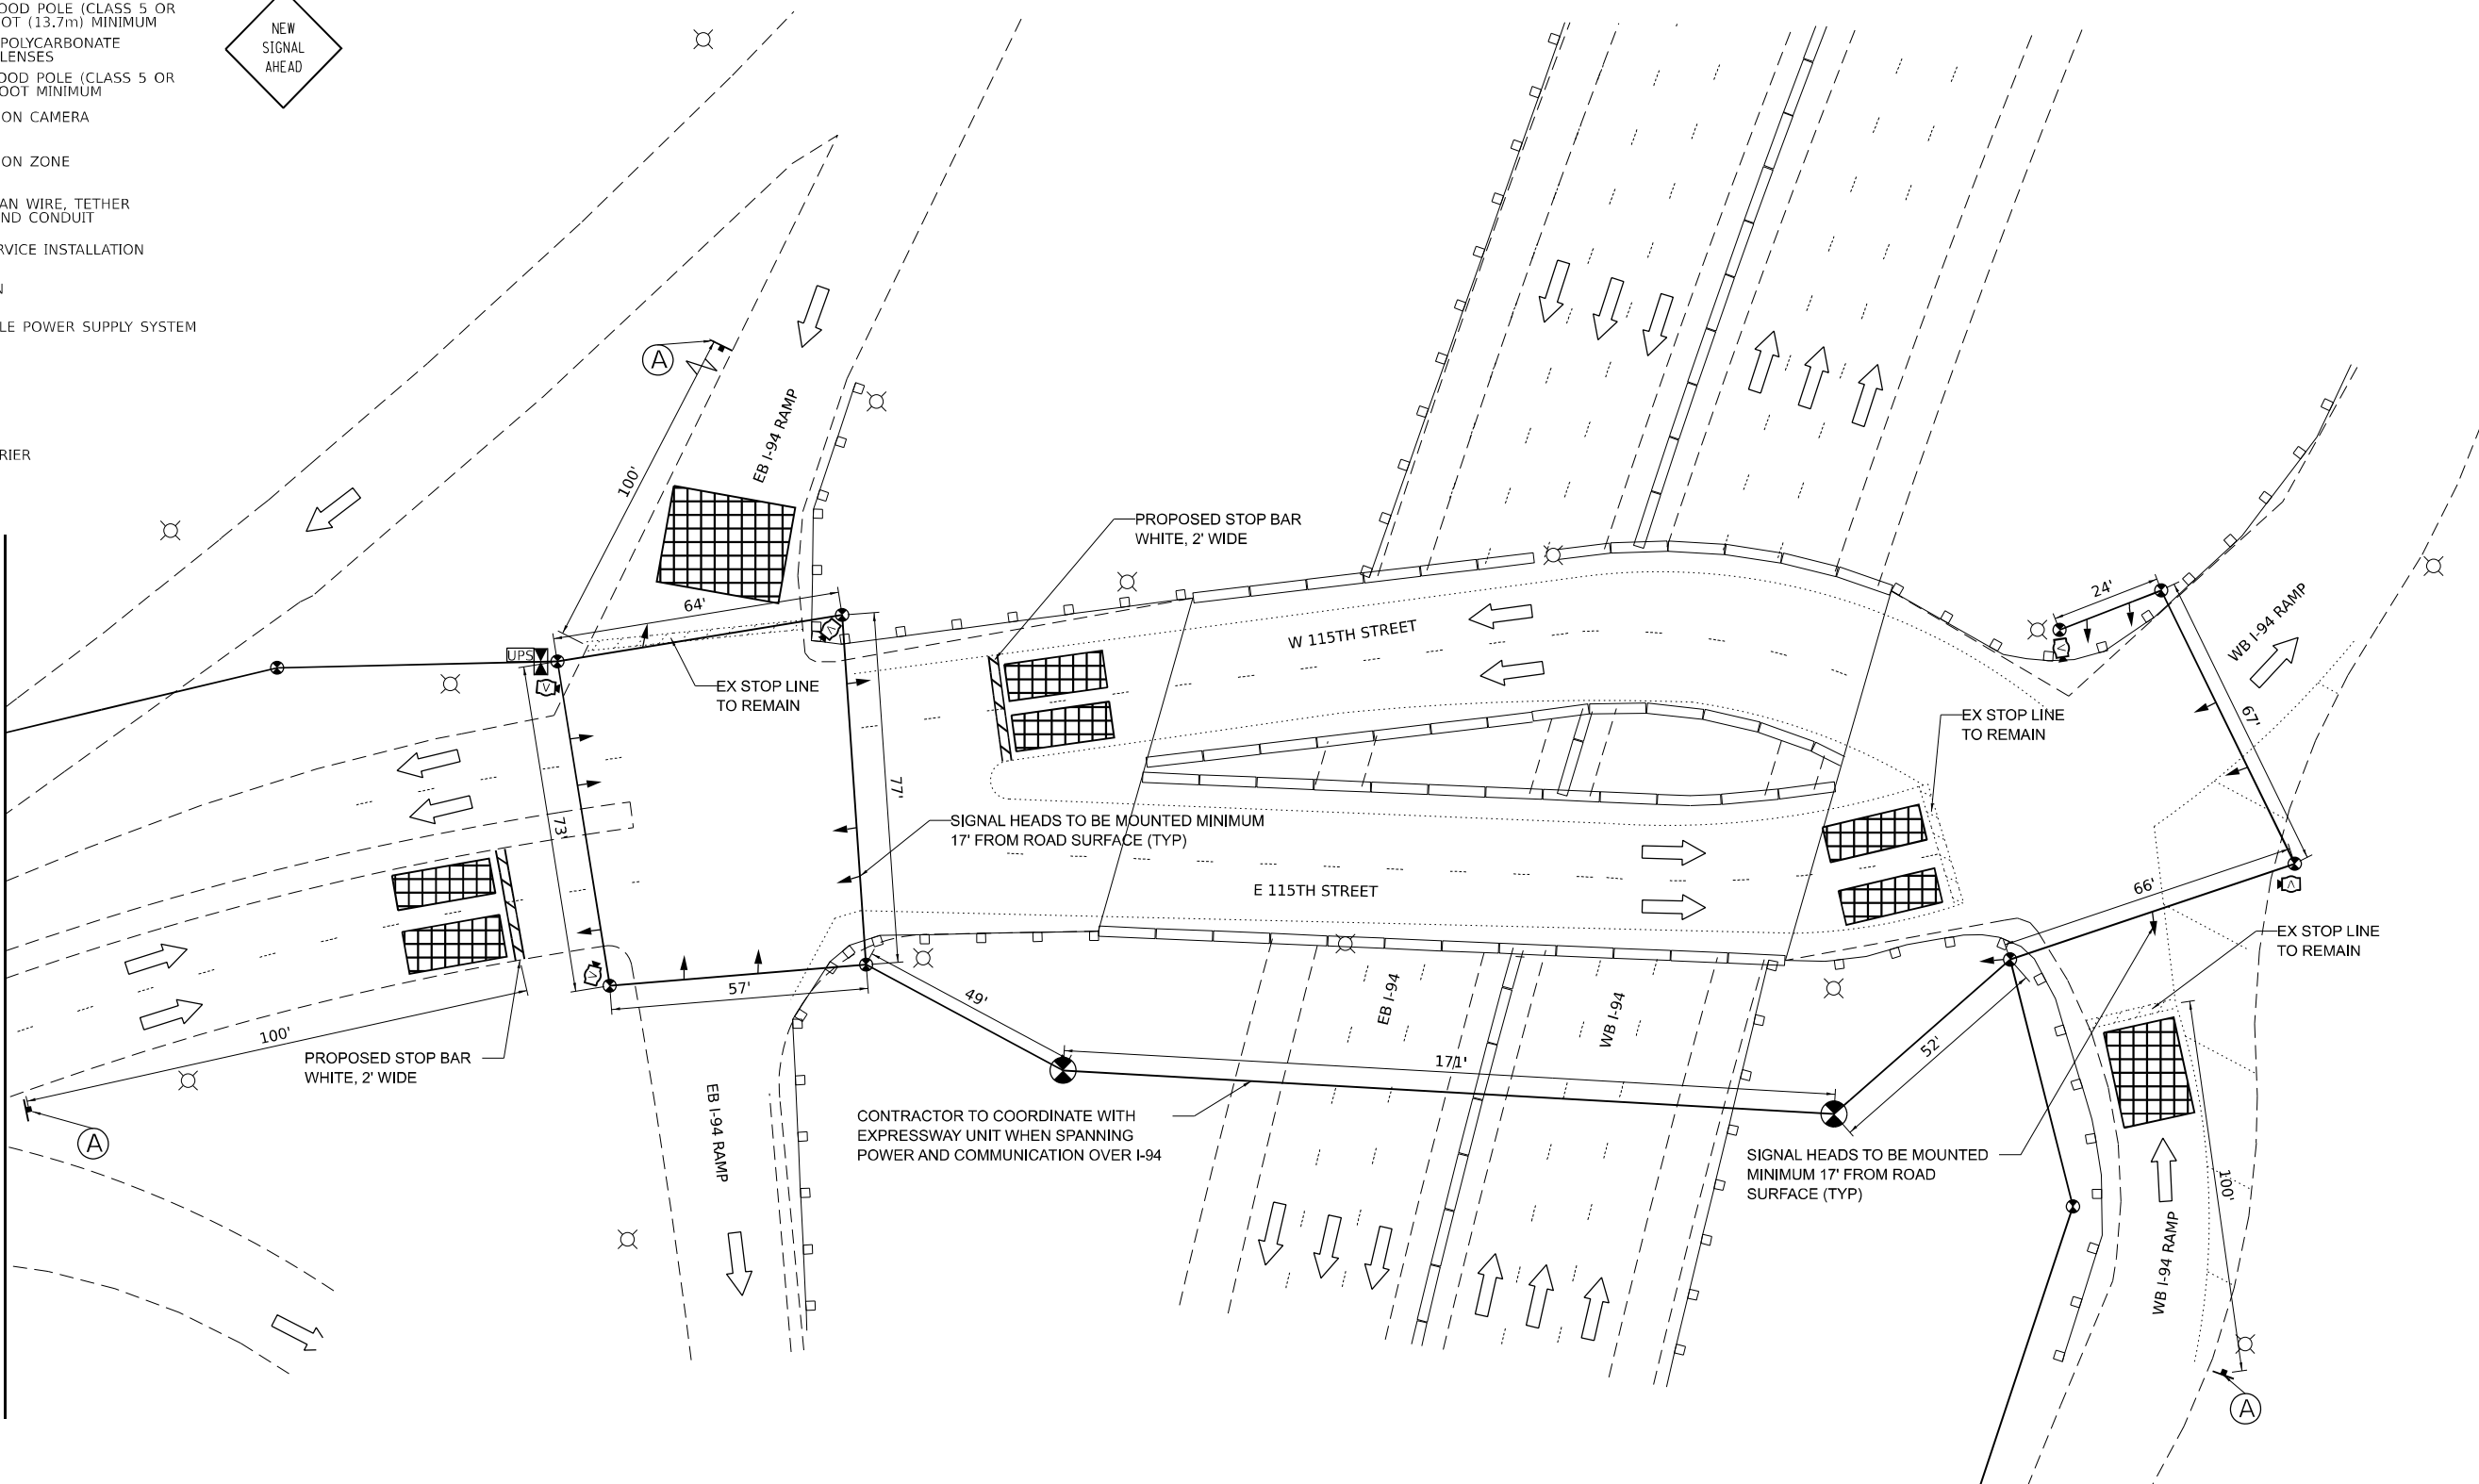 OOD POLE (CLASS 5 OR
OOT (13.7m) MINIMUM
POLYCARBONATE
LENSES
OOD POLE (CLASS 5 OR
OOT MINIMUM
ON CAMERA
ON ZONE
AN WIRE, TETHER
ND CONDUIT
RVICE INSTALLATION
N
LE POWER SUPPLY SYSTEM
RIER
NEW
SIGNAL
AHEAD
A
100'
EB I-94 RAMP
64'
UPS
V
V
EX STOP LINE
TO REMAIN
PROPOSED STOP BAR
WHITE, 2' WIDE
W 115TH STREET
24'
V
WB I-94 RAMP
67'
EX STOP LINE
TO REMAIN
77'
73'
SIGNAL HEADS TO BE MOUNTED MINIMUM
17' FROM ROAD SURFACE (TYP)
E 115TH STREET
66'
V
EX STOP LINE
TO REMAIN
V
57'
49'
EB I-94
WB I-94
171'
52'
100'
PROPOSED STOP BAR
WHITE, 2' WIDE
A
EB I-94 RAMP
CONTRACTOR TO COORDINATE WITH
EXPRESSWAY UNIT WHEN SPANNING
POWER AND COMMUNICATION OVER I-94
SIGNAL HEADS TO BE MOUNTED
MINIMUM 17' FROM ROAD
SURFACE (TYP)
100'
WB I-94 RAMP
A